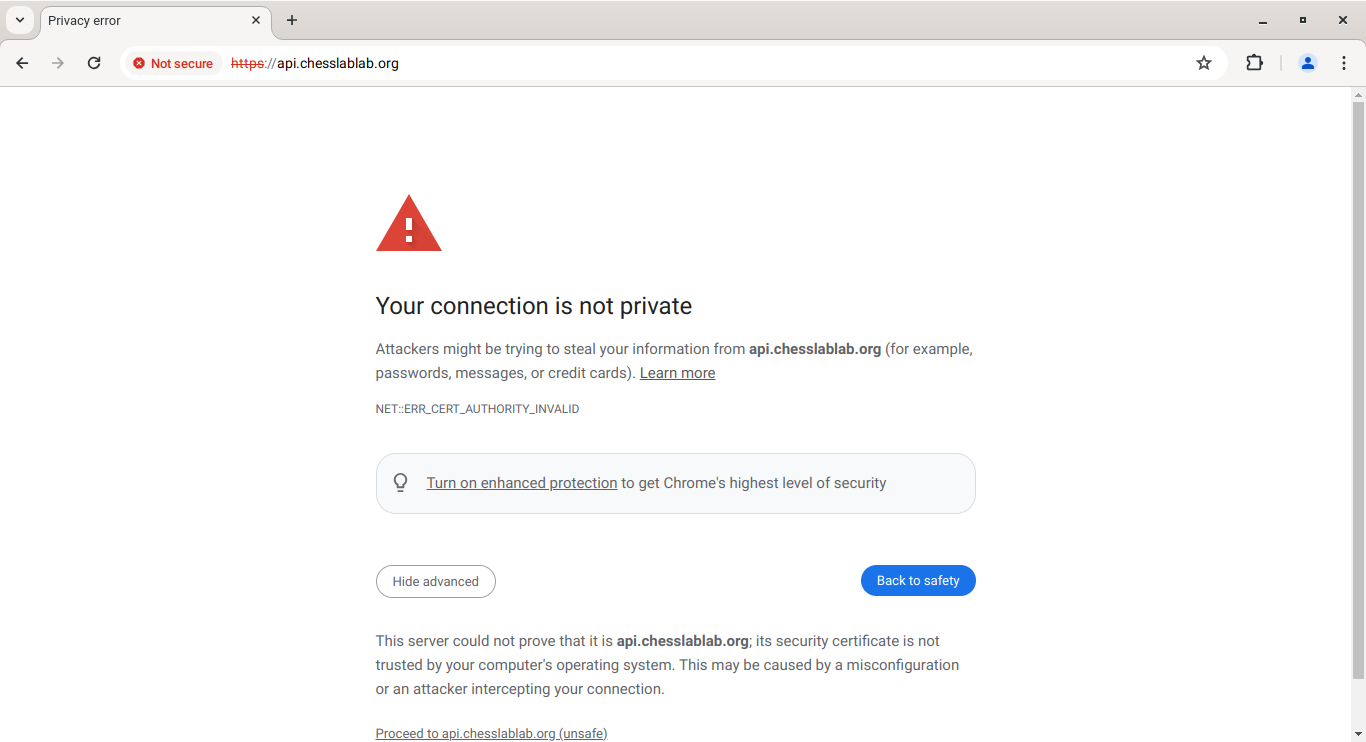 Privacy error
Not secure
https://api.chesslablab.org
Your connection is not private
Attackers might be trying to steal your information from api.chesslablab.org (for example,
passwords, messages, or credit cards). Learn more
NET::ERR_CERT_AUTHORITY_INVALID
Turn on enhanced protection to get Chrome's highest level of security
Hide advanced
Back to safety
This server could not prove that it is api.chesslablab.org; its security certificate is not
trusted by your computer's operating system. This may be caused by a misconfiguration
or an attacker intercepting your connection.
Proceed to api.chesslablab.org (unsafe)